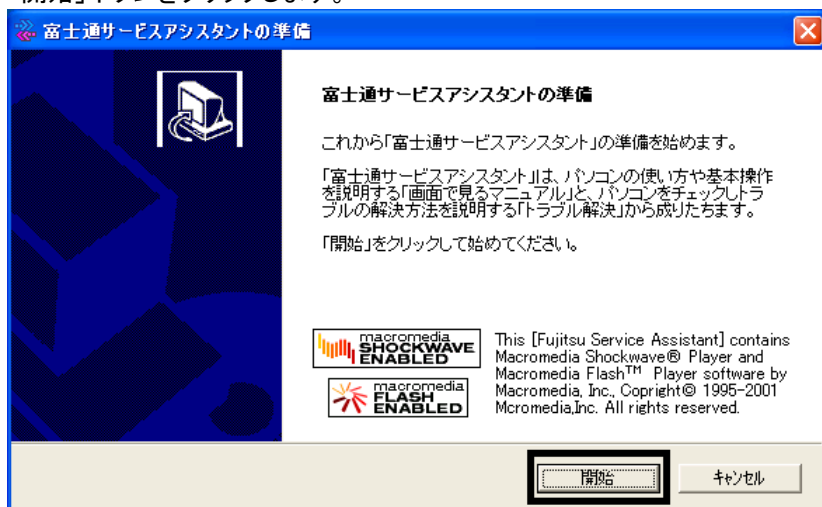 開始」ボタンをクリックします。
富士通サービスアシスタントの準備
富士通サービスアシスタントの準備
これから「富士通サービスアシスタント」の準備を始めます。
「富士通サービスアシスタント」は、パソコンの使い方や基本操作
を説明する「画面で見るマニュアル」と、パソコンをチェックしトラ
ブルの解決方法を説明する「トラブル解決」から成りたちます。
「開始」をクリックして始めてください。
macromedia
SHOCKWAVE
ENABLED
macromedia
FLASH
ENABLED
This [Fujitsu Service Assistant] contains
Macromedia Shockwave® Player and
Macromedia Flash™ Player software by
Macromedia, Inc., Copright© 1995-2001
Mcromedia,Inc. All rights reserved.
開始
キャンセル